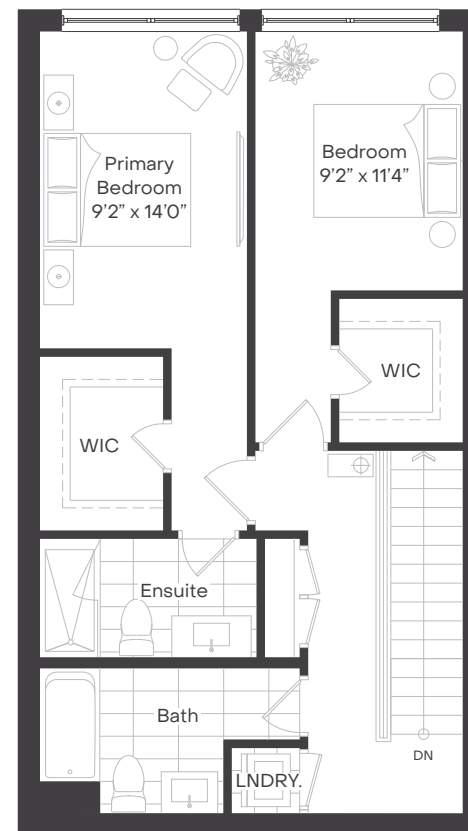 Primary
Bedroom
9’2” x 14’0”
Bedroom
9’2” x 11’4”
WIC
WIC
Ensuite
Bath
DN
LNDRY.